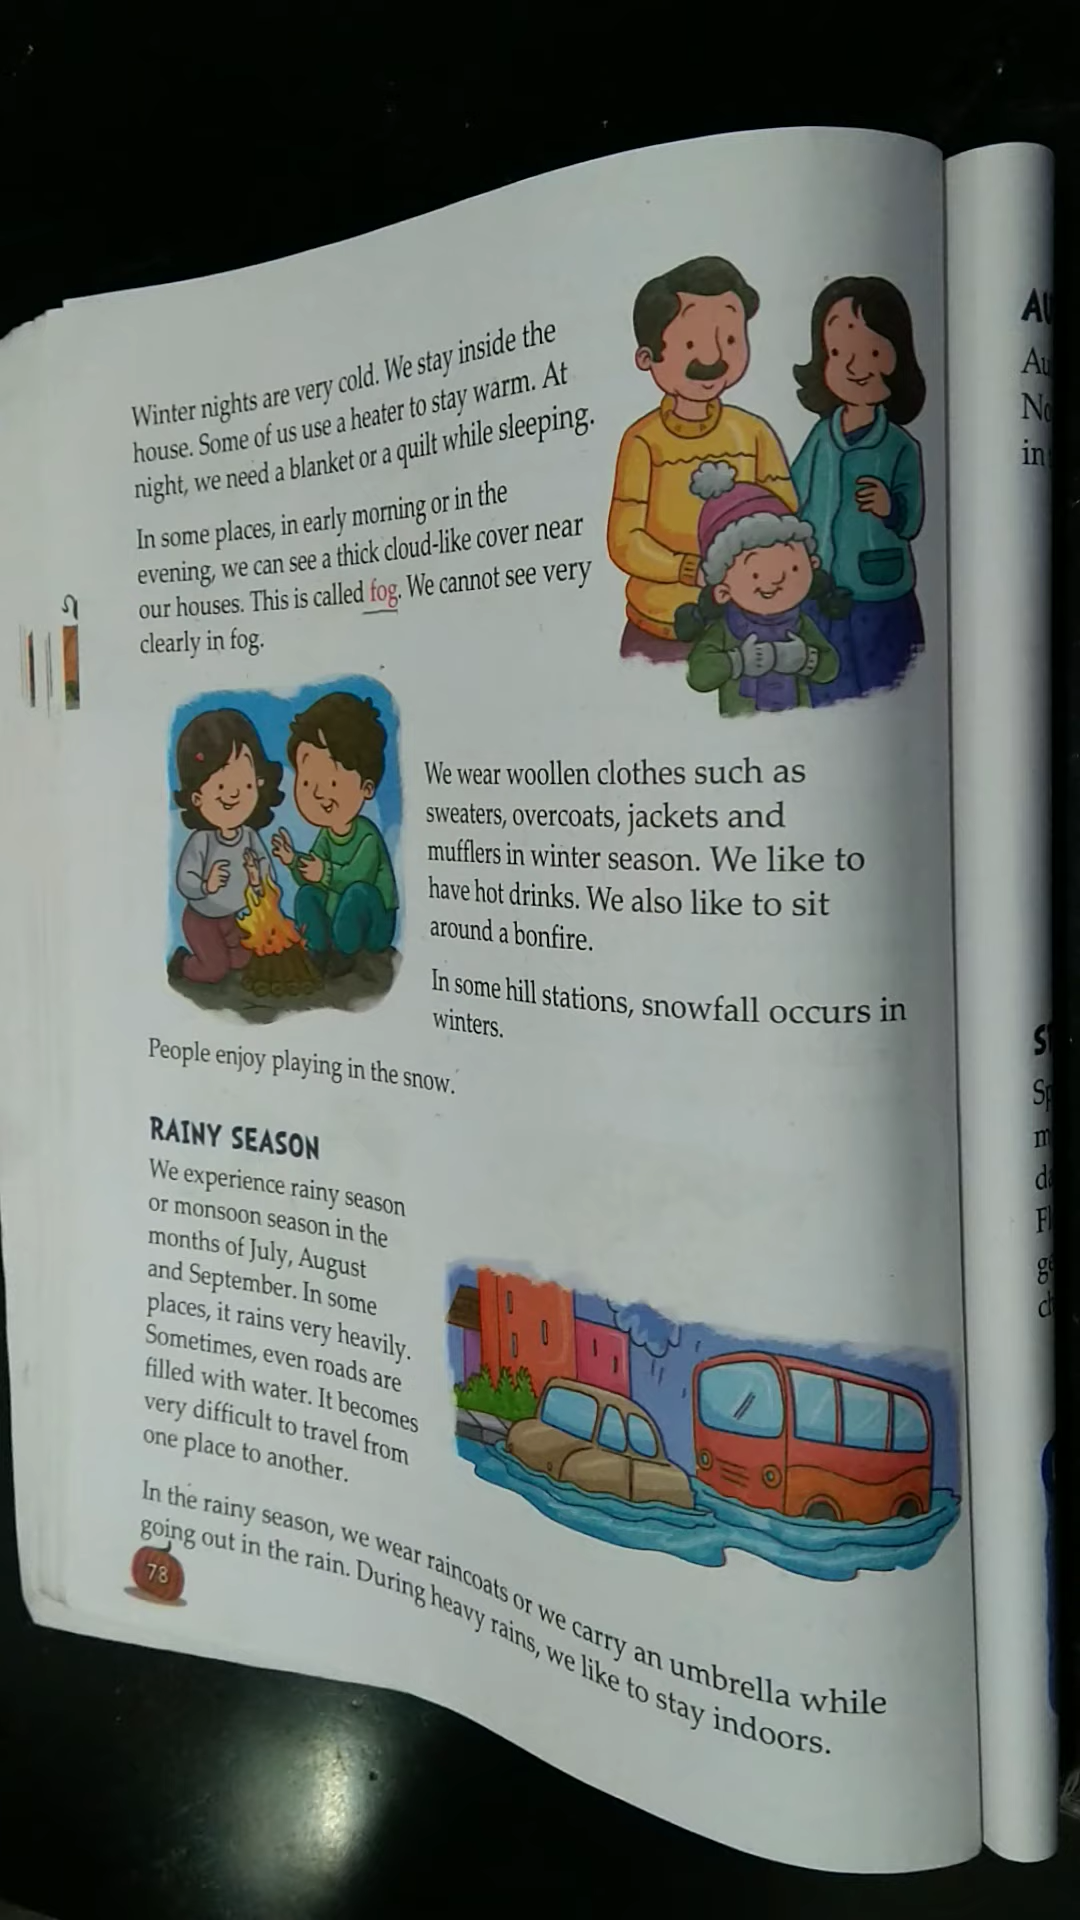 Winter nights are very cold. We stay inside the
house. Some of us use a heater to stay warm. At
night, we need a blanket or a quilt while sleeping.
In some places, in early morning or in the
evening, we can see a thick cloud-like cover near
our houses. This is called fog. We cannot see very
clearly in fog.
We wear woollen clothes such as
sweaters, overcoats, jackets and
mufflers in winter season. We like to
have hot drinks. We also like to sit
around a bonfire.
In some hill stations, snowfall occurs in
winters.
People enjoy playing in the snow.
RAINY SEASON
We experience rainy season
or monsoon season in the
months of July, August
and September. In some
places, it rains very heavily.
Sometimes, even roads are
filled with water. It becomes
very difficult to travel from
one place to another.
In the rainy season, we wear raincoats or we carry an umbrella while
going out in the rain. During heavy rains, we like to stay indoors.
78